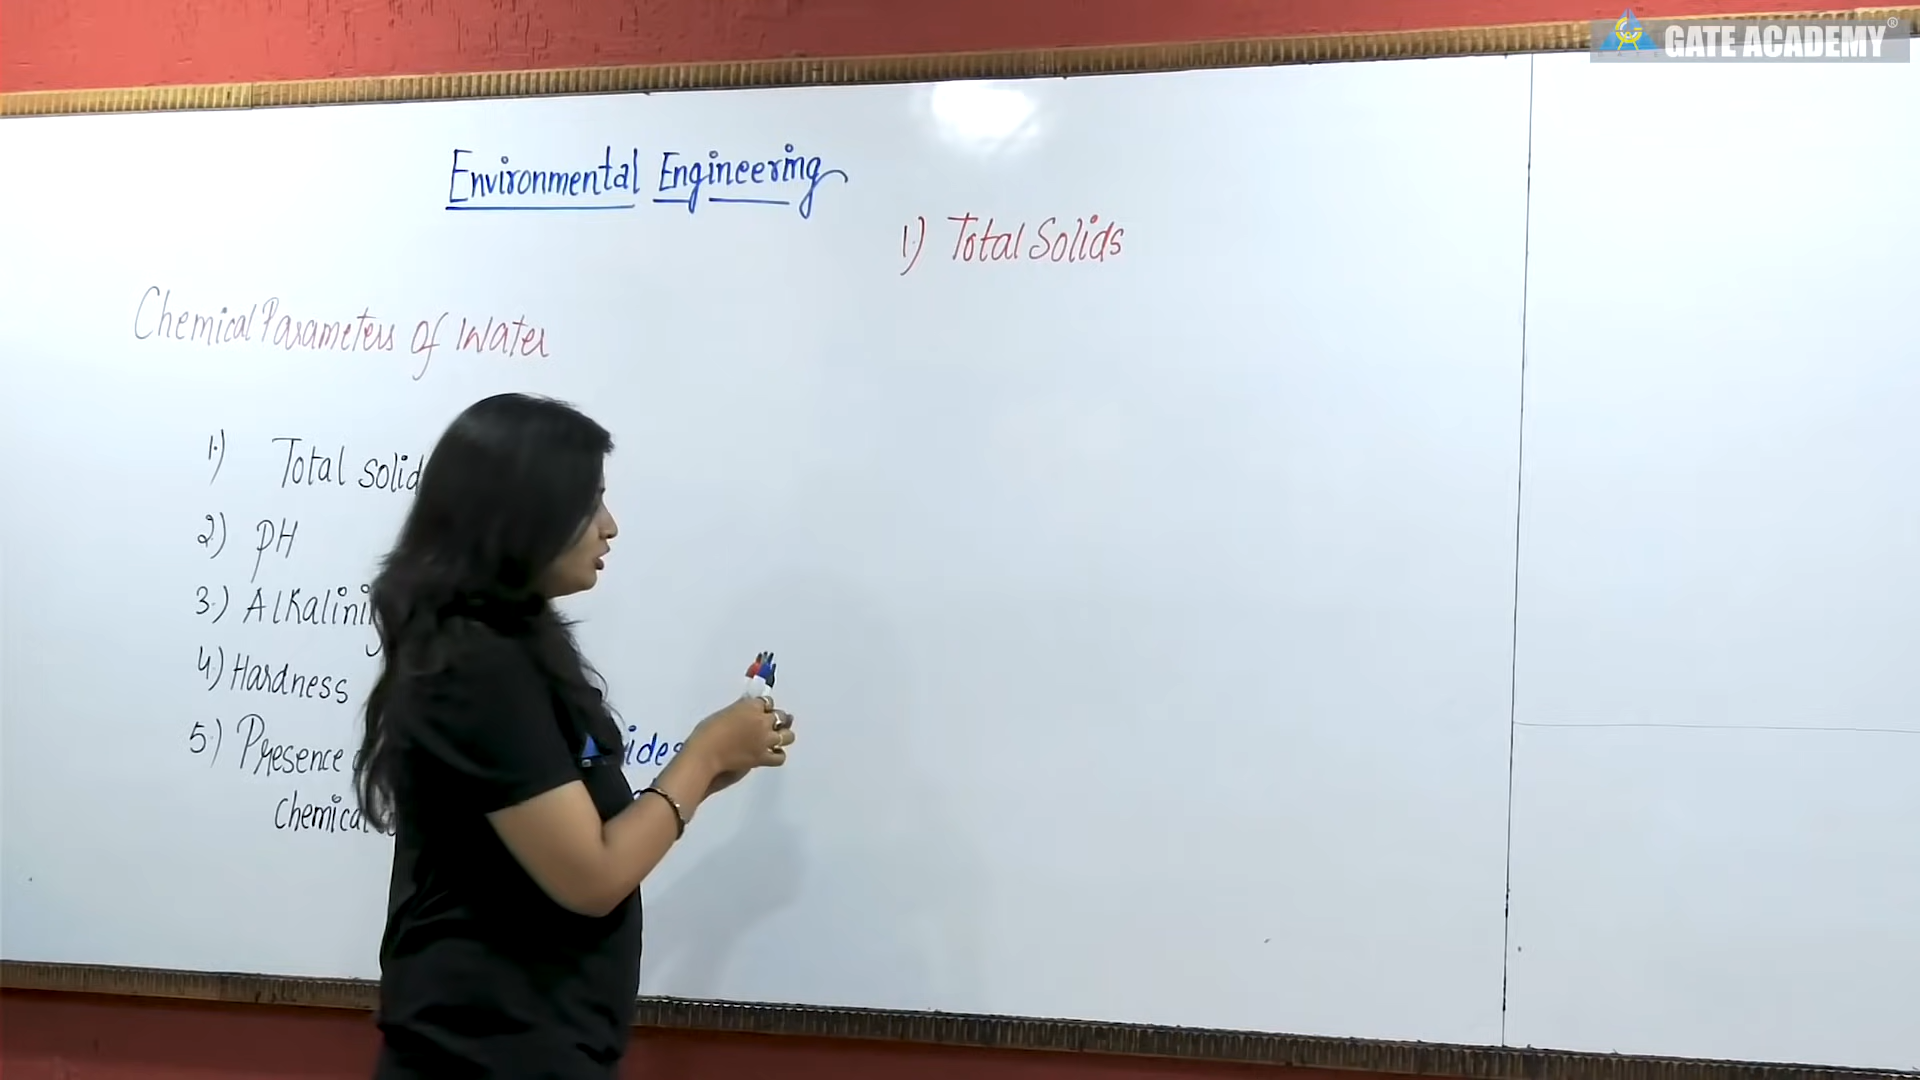 GATE ACADEMY®
Environmental Engineering
1.) Total Solids
Chemical Parameters of Water
1.) Total solid
2.) pH
3.) Alkalini
4.) Hardness
5.) Presence
ides
Chemical